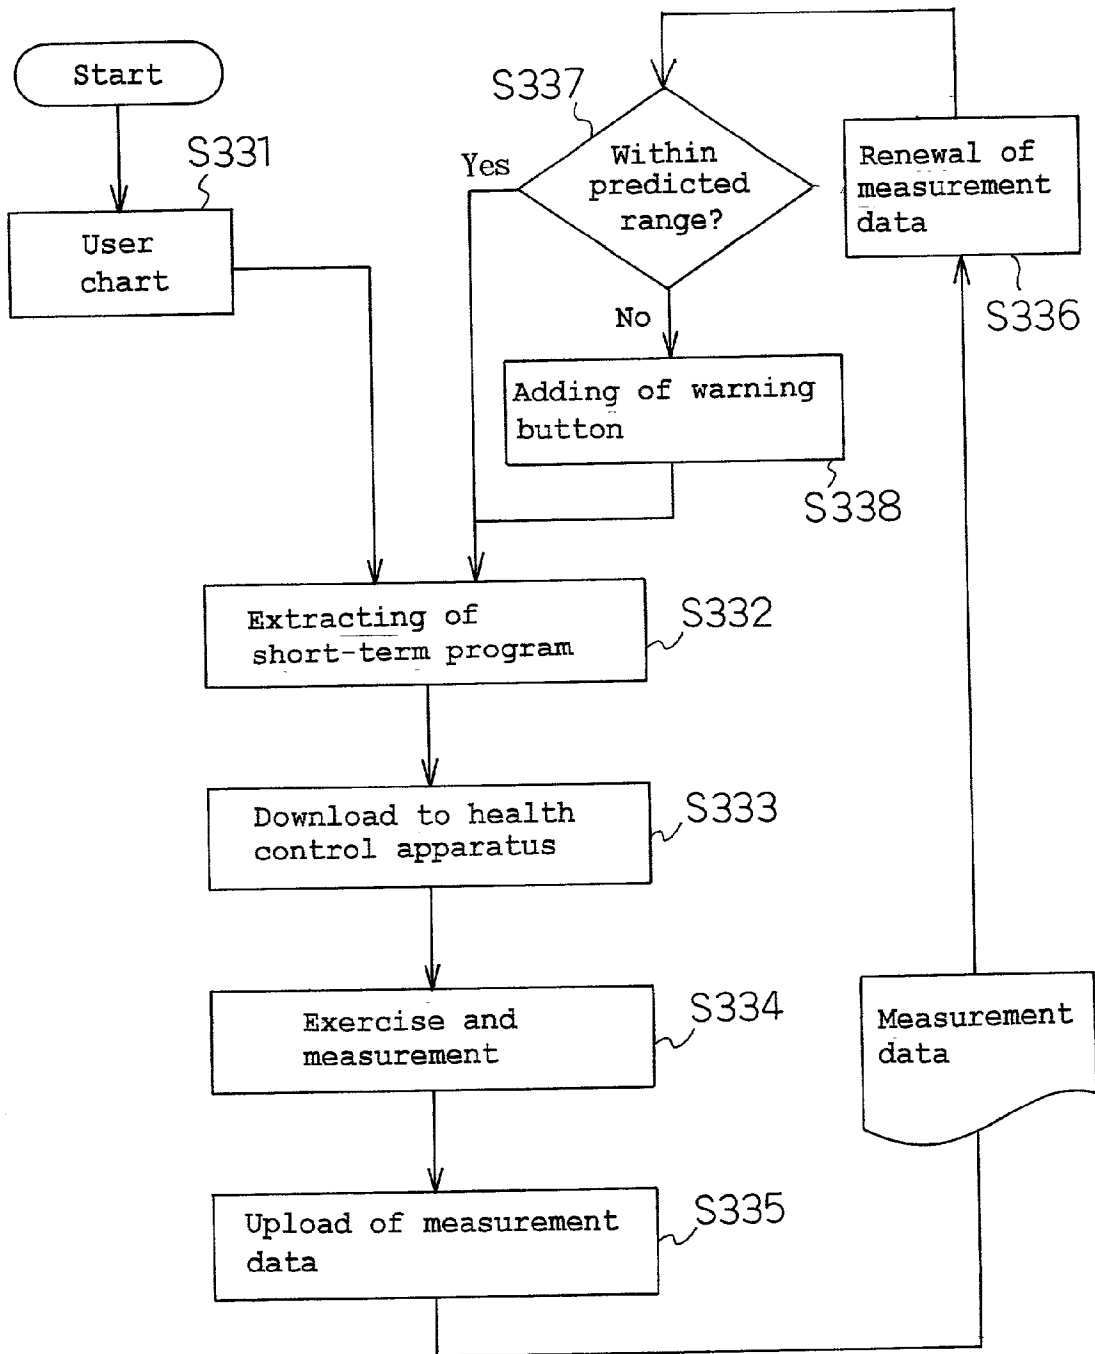 Start
S331
User
chart
S337
Yes
Within
predicted
range?
No
Renewal of
measurement
data
S336
Adding of warning
button
S338
Extracting of
short-term program
S332
Download to health
control apparatus
S333
Exercise and
measurement
S334
Measurement
data
Upload of measurement
data
S335